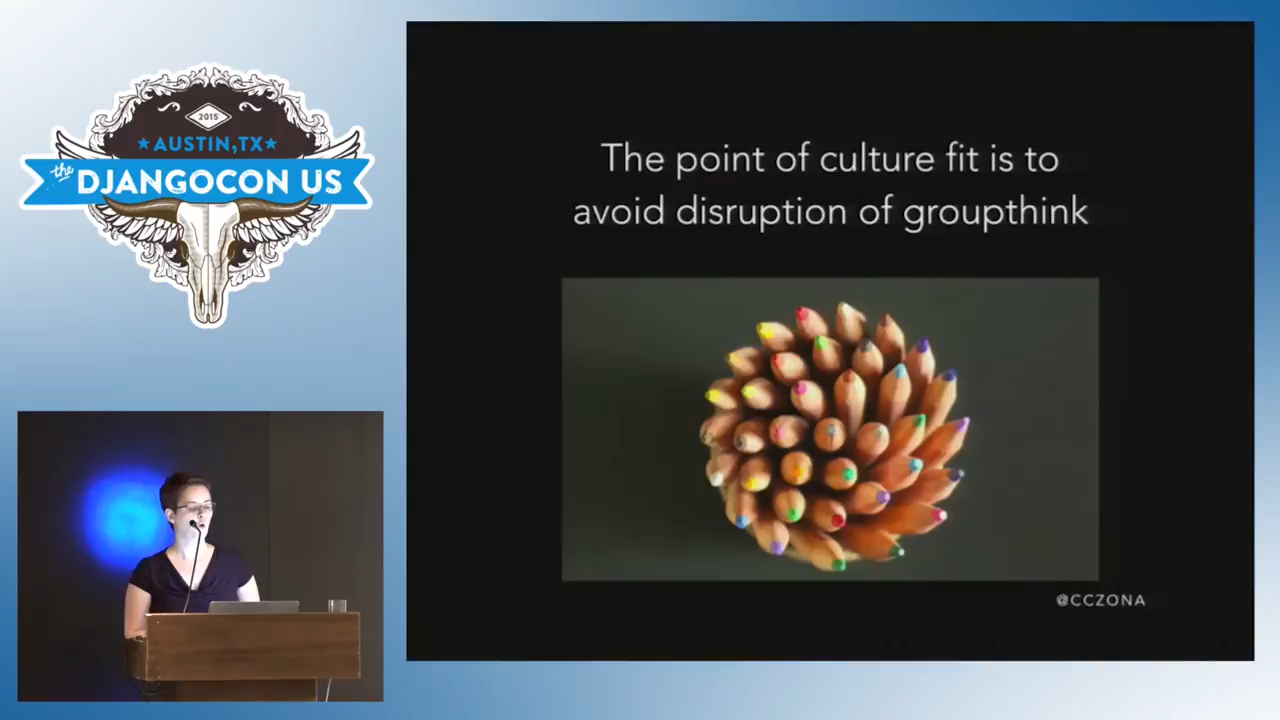 2015
★AUSTIN,TX★
the
DJANGOCON US
The point of culture fit is to
avoid disruption of groupthink
@CCZONA